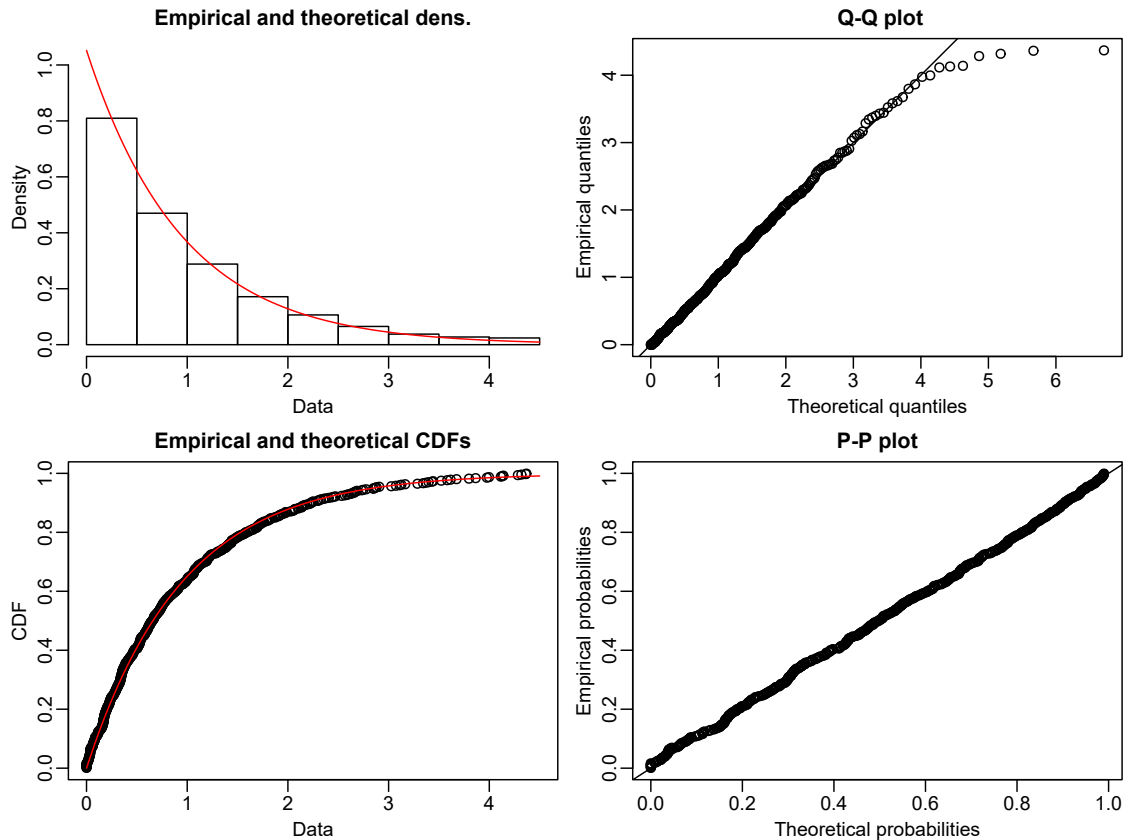 Empirical and theoretical dens.
Density
0.0 0.2 0.4 0.6 0.8 1.0
0 1 2 3 4
Data
Q-Q plot
Empirical quantiles
0 1 2 3 4
0 1 2 3 4 5 6
Theoretical quantiles
Empirical and theoretical CDFs
CDF
0.0 0.2 0.4 0.6 0.8 1.0
0 1 2 3 4
Data
P-P plot
Empirical probabilities
0.0 0.2 0.4 0.6 0.8 1.0
0.0 0.2 0.4 0.6 0.8 1.0
Theoretical probabilities